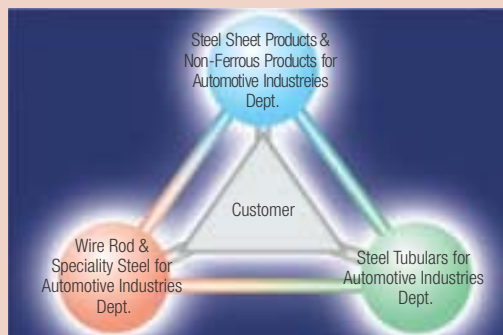 Steel Sheet Products &
Non-Ferrous Products for
Automotive Industreies
Dept.
Customer
Wire Rod &
Speciality Steel for
Automotive Industries
Dept.
Steel Tubulars for
Automotive Industries
Dept.